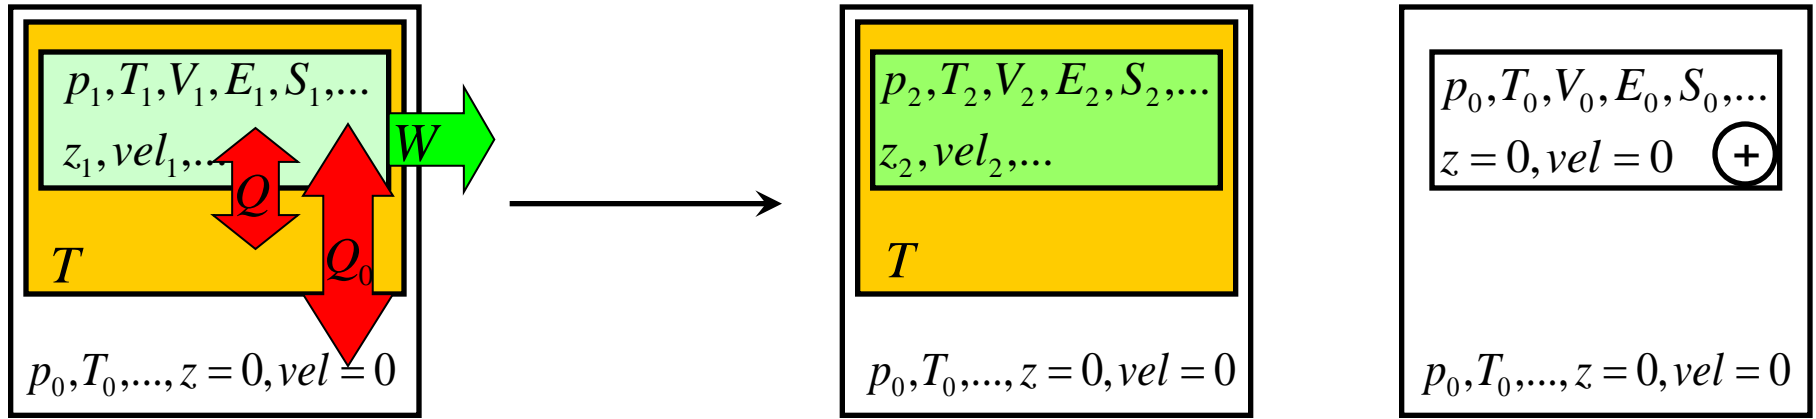 p₁,T₁,V₁,E₁,S₁,...
z₁,vel₁,...
W
Q
Q₀
T
p₀,T₀,...,z=0,vel=0
p₂,T₂,V₂,E₂,S₂,...
z₂,vel₂,...
T
p₀,T₀,...,z=0,vel=0
p₀,T₀,V₀,E₀,S₀,...
z=0,vel=0 +
p₀,T₀,...,z=0,vel=0